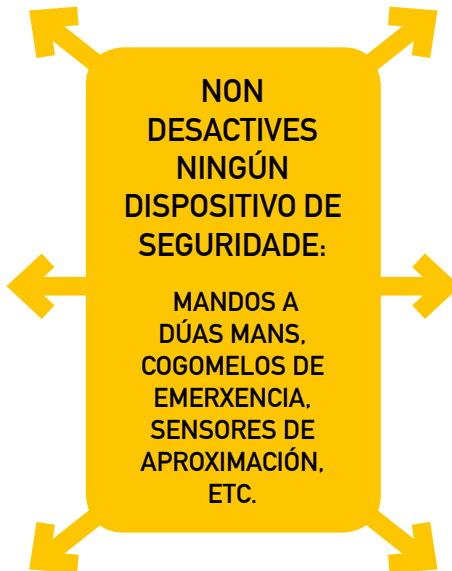 NON
DESACTIVES
NINGÚN
DISPOSITIVO DE
SEGURIDADE:
MANDOS A
DÚAS MANS,
COGOMELOS DE
EMERXENCIA,
SENSORES DE
APROXIMACIÓN,
ETC.